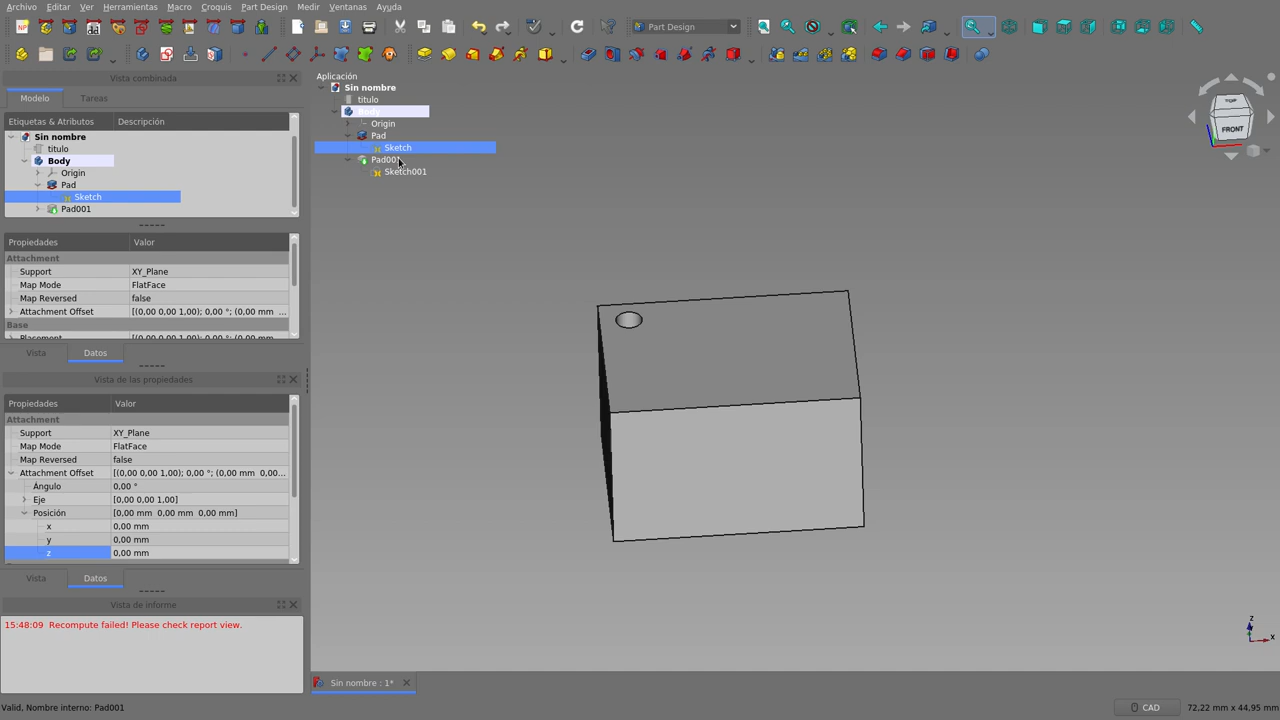 Archivo Editar Ver Herramientas Macro Croquis Part Design Medir Ventanas Ayuda
Part Design
Vista combinada
Modelo Tareas
Etiquetas & Atributos Descripción
Sin nombre
titulo
Body
Origin
Pad
Sketch
Pad001
Propiedades Valor
Attachment
Support XY_Plane
Map Mode FlatFace
Map Reversed false
Attachment Offset [(0,00 0,00 1,00); 0,00 °; (0,00 mm ...
Base
Vista Datos
Vista de las propiedades
Propiedades Valor
Attachment
Support XY_Plane
Map Mode FlatFace
Map Reversed false
Attachment Offset [(0,00 0,00 1,00); 0,00 °; (0,00 mm 0,00...
Ángulo 0,00 °
Eje [0,00 0,00 1,00]
Posición [0,00 mm 0,00 mm 0,00 mm]
x 0,00 mm
y 0,00 mm
z 0,00 mm
Vista Datos
Vista de informe
15:48:09 Recompute failed! Please check report view.
Aplicación
Sin nombre
titulo
Body
Origin
Pad
Sketch
Pad001
Sketch001
TOP
FRONT
z
x
Sin nombre : 1*
Valid, Nombre interno: Pad001
CAD
72,22 mm x 44,95 mm